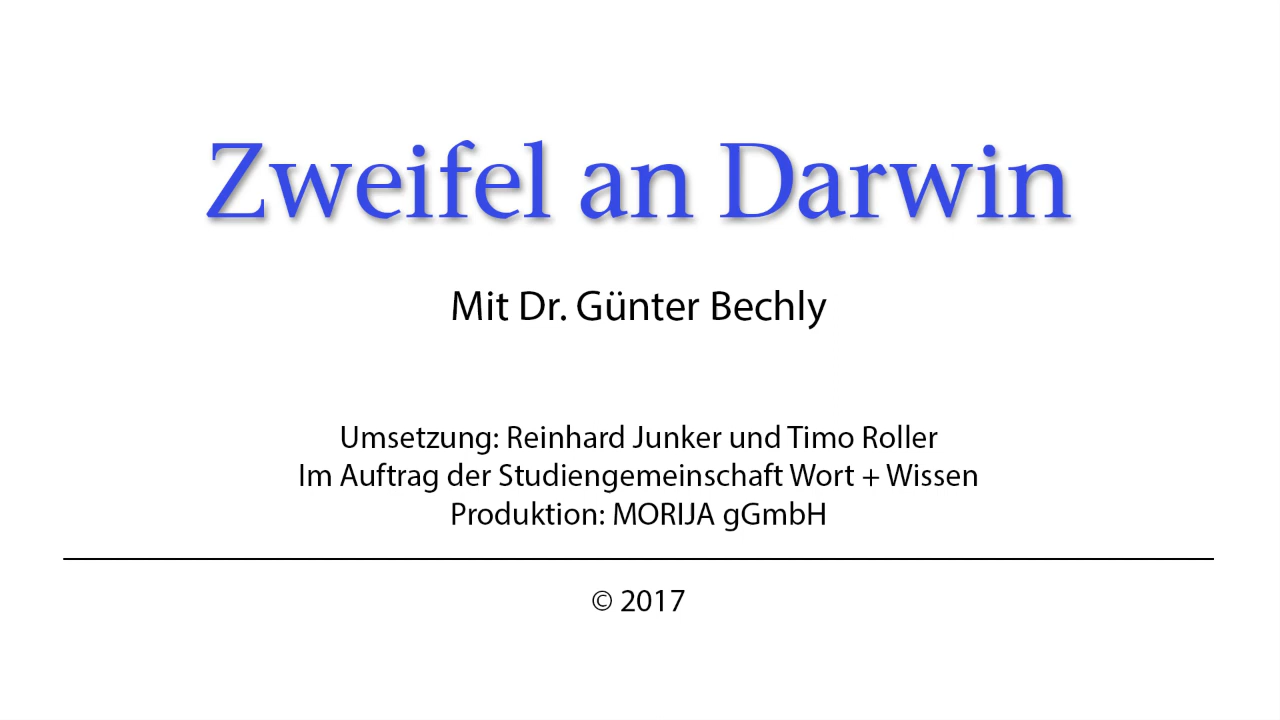 Zweifel an Darwin
Mit Dr. Günter Bechly
Umsetzung: Reinhard Junker und Timo Roller
Im Auftrag der Studiengemeinschaft Wort + Wissen
Produktion: MORIJA gGmbH
© 2017